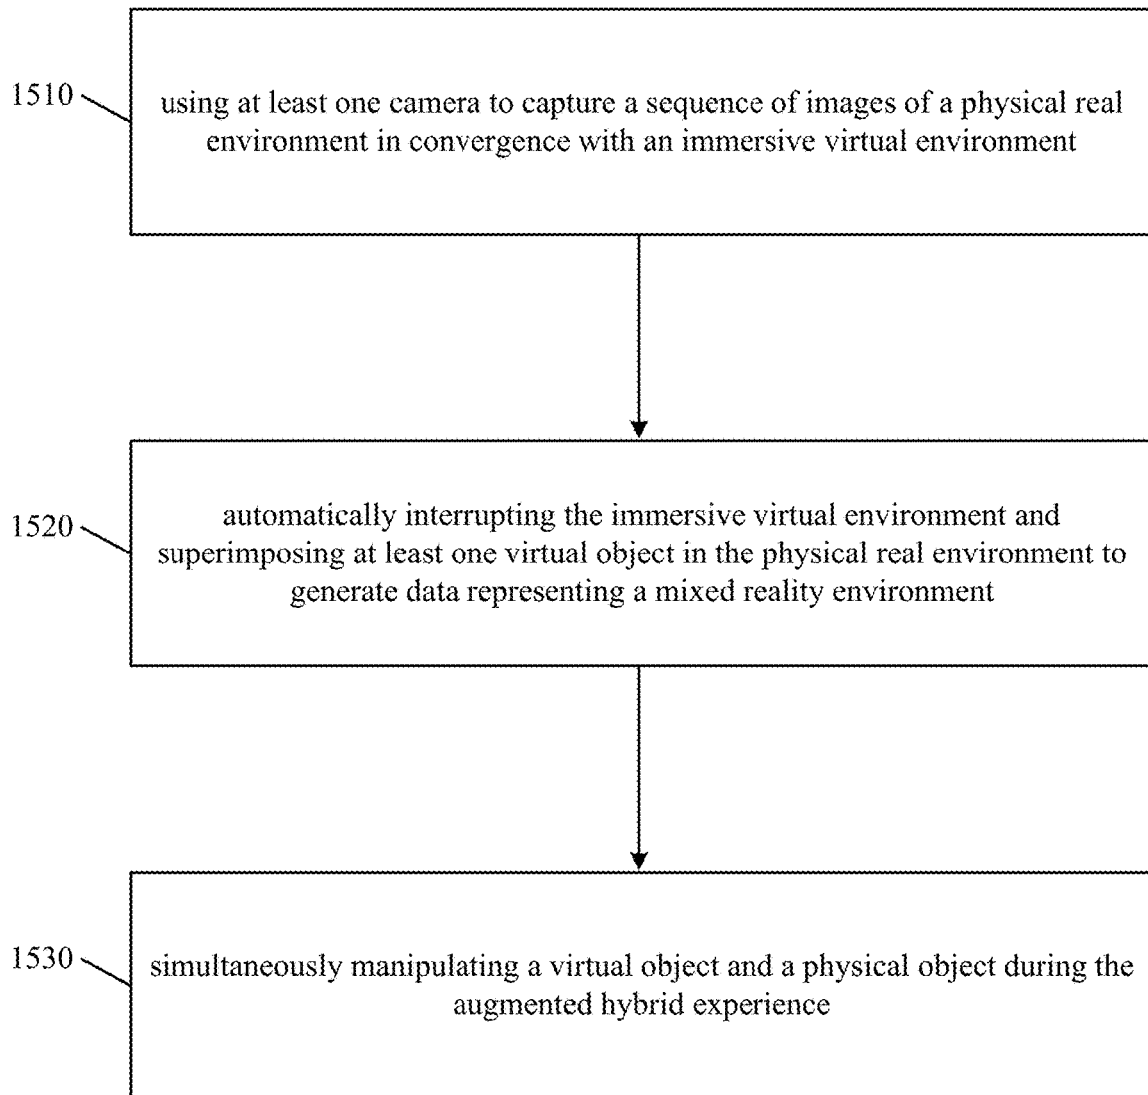 1510
using at least one camera to capture a sequence of images of a physical real
environment in convergence with an immersive virtual environment
1520
automatically interrupting the immersive virtual environment and
superimposing at least one virtual object in the physical real environment to
generate data representing a mixed reality environment
1530
simultaneously manipulating a virtual object and a physical object during the
augmented hybrid experience